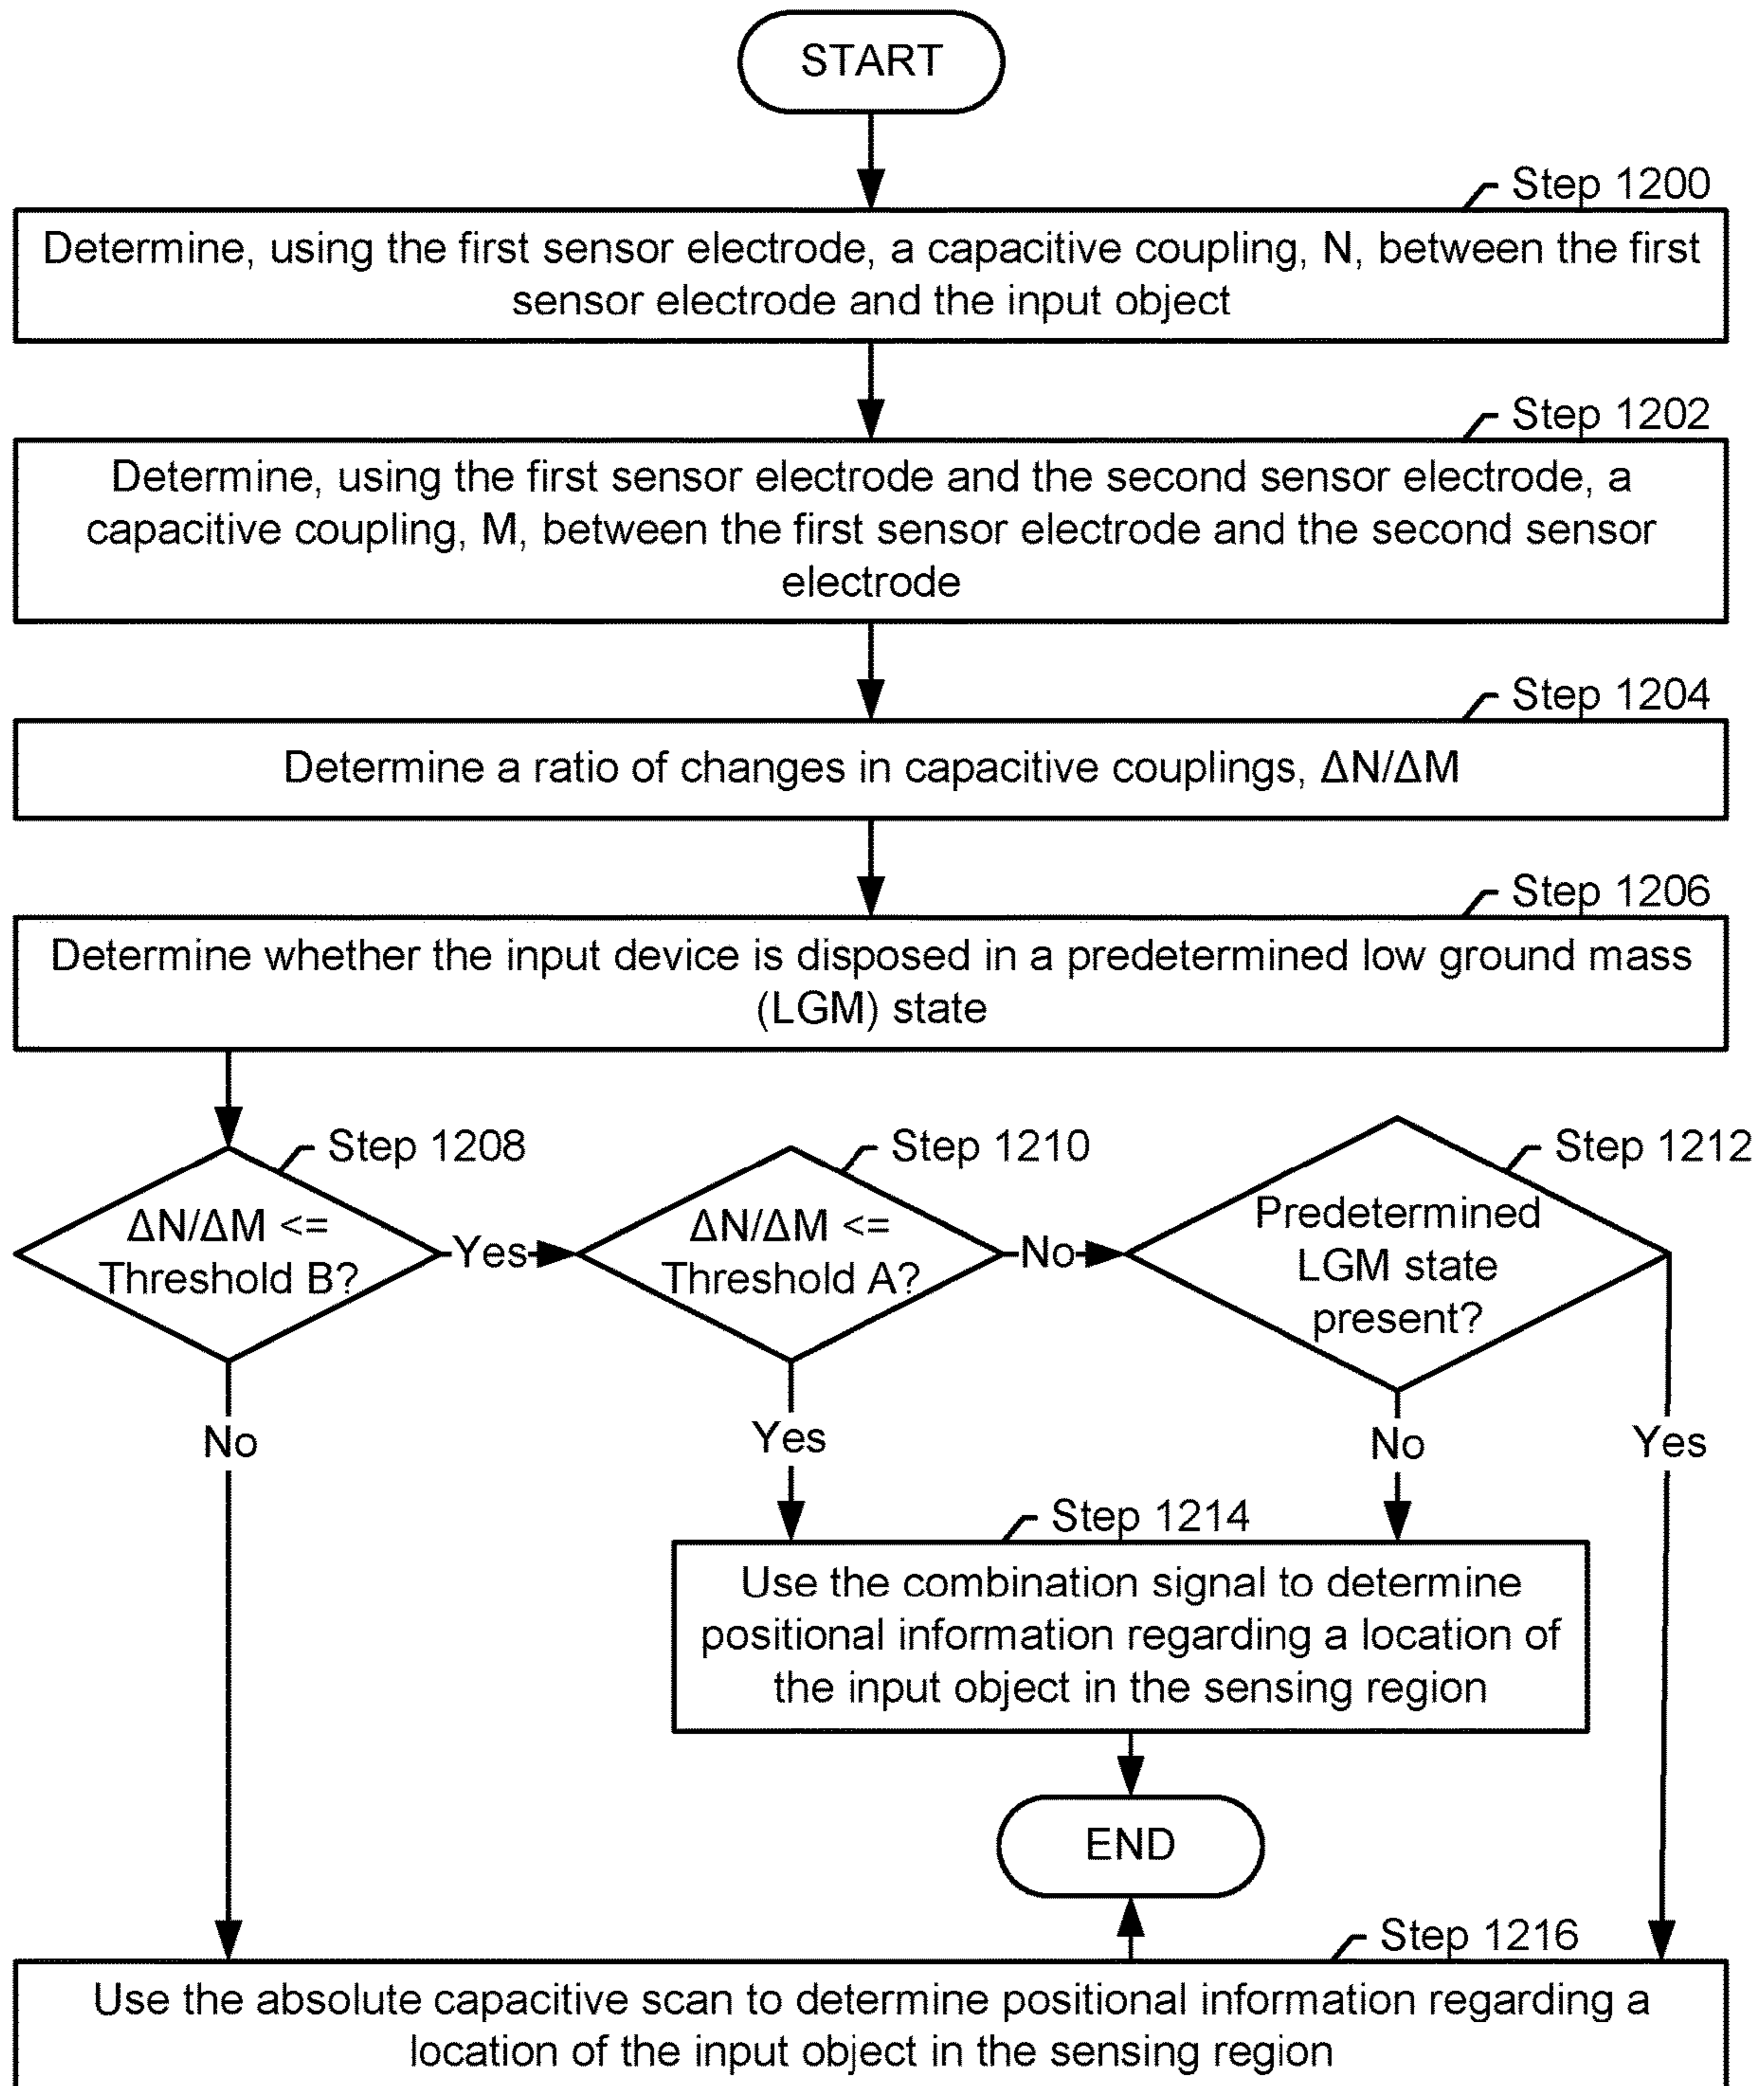 START
Step 1200
Determine, using the first sensor electrode, a capacitive coupling, N, between the first
sensor electrode and the input object
Step 1202
Determine, using the first sensor electrode and the second sensor electrode, a
capacitive coupling, M, between the first sensor electrode and the second sensor
electrode
Step 1204
Determine a ratio of changes in capacitive couplings, ΔN/ΔM
Step 1206
Determine whether the input device is disposed in a predetermined low ground mass
(LGM) state
Step 1208
ΔN/ΔM <=
Threshold B?
Yes
No
Step 1210
ΔN/ΔM <=
Threshold A?
No
Yes
Step 1212
Predetermined
LGM state
present?
No
Yes
Step 1214
Use the combination signal to determine
positional information regarding a location of
the input object in the sensing region
END
Step 1216
Use the absolute capacitive scan to determine positional information regarding a
location of the input object in the sensing region